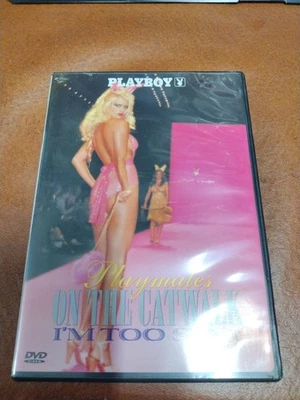 PLAYBOY
Playmates
ON THE CATWALK
I'M TOO
DVD